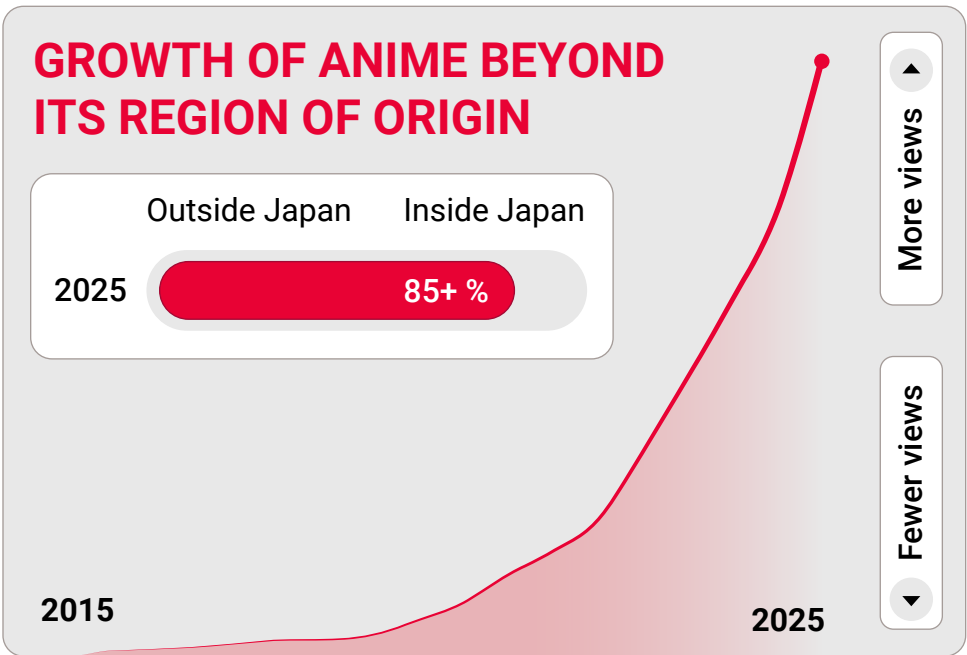 GROWTH OF ANIME BEYOND
ITS REGION OF ORIGIN
Outside Japan
Inside Japan
2025
85+ %
More views
Fewer views
2015
2025